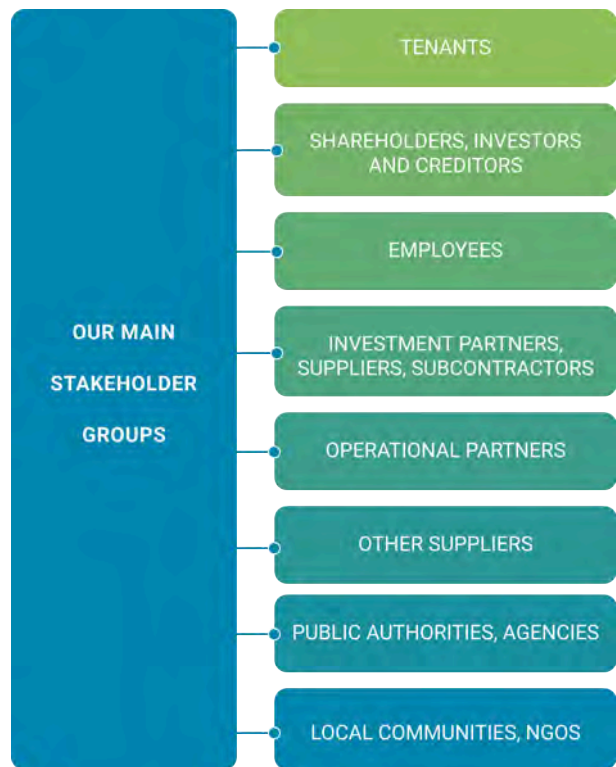 OUR MAIN
STAKEHOLDER
GROUPS
TENANTS
SHAREHOLDERS, INVESTORS
AND CREDITORS
EMPLOYEES
INVESTMENT PARTNERS,
SUPPLIERS, SUBCONTRACTORS
OPERATIONAL PARTNERS
OTHER SUPPLIERS
PUBLIC AUTHORITIES, AGENCIES
LOCAL COMMUNITIES, NGOS